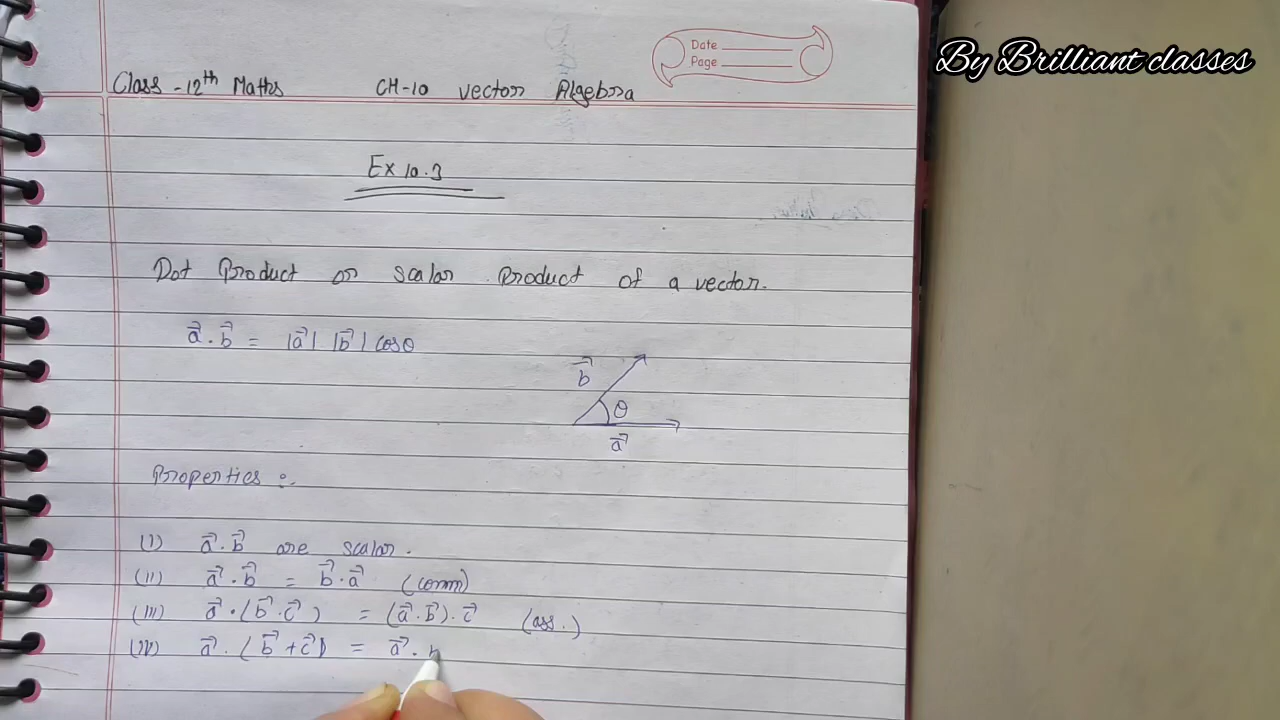 By Brilliant classes
Date
Page
Class - 12th Maths CH-10 vector Algebra
Ex 10.3
Dot Product or scalar Product of a vector.
a⃗ . b⃗ = |a⃗| |b⃗| cosθ
b⃗
θ
a⃗
Properties :-
(I) a⃗ . b⃗ are scalar.
(II) a⃗ . b⃗ = b⃗ . a⃗ (comm)
(III) a⃗ . (b⃗ . c⃗) = (a⃗ . b⃗) . c⃗ (ass.)
(IV) a⃗ . (b⃗ + c⃗) = a⃗ .